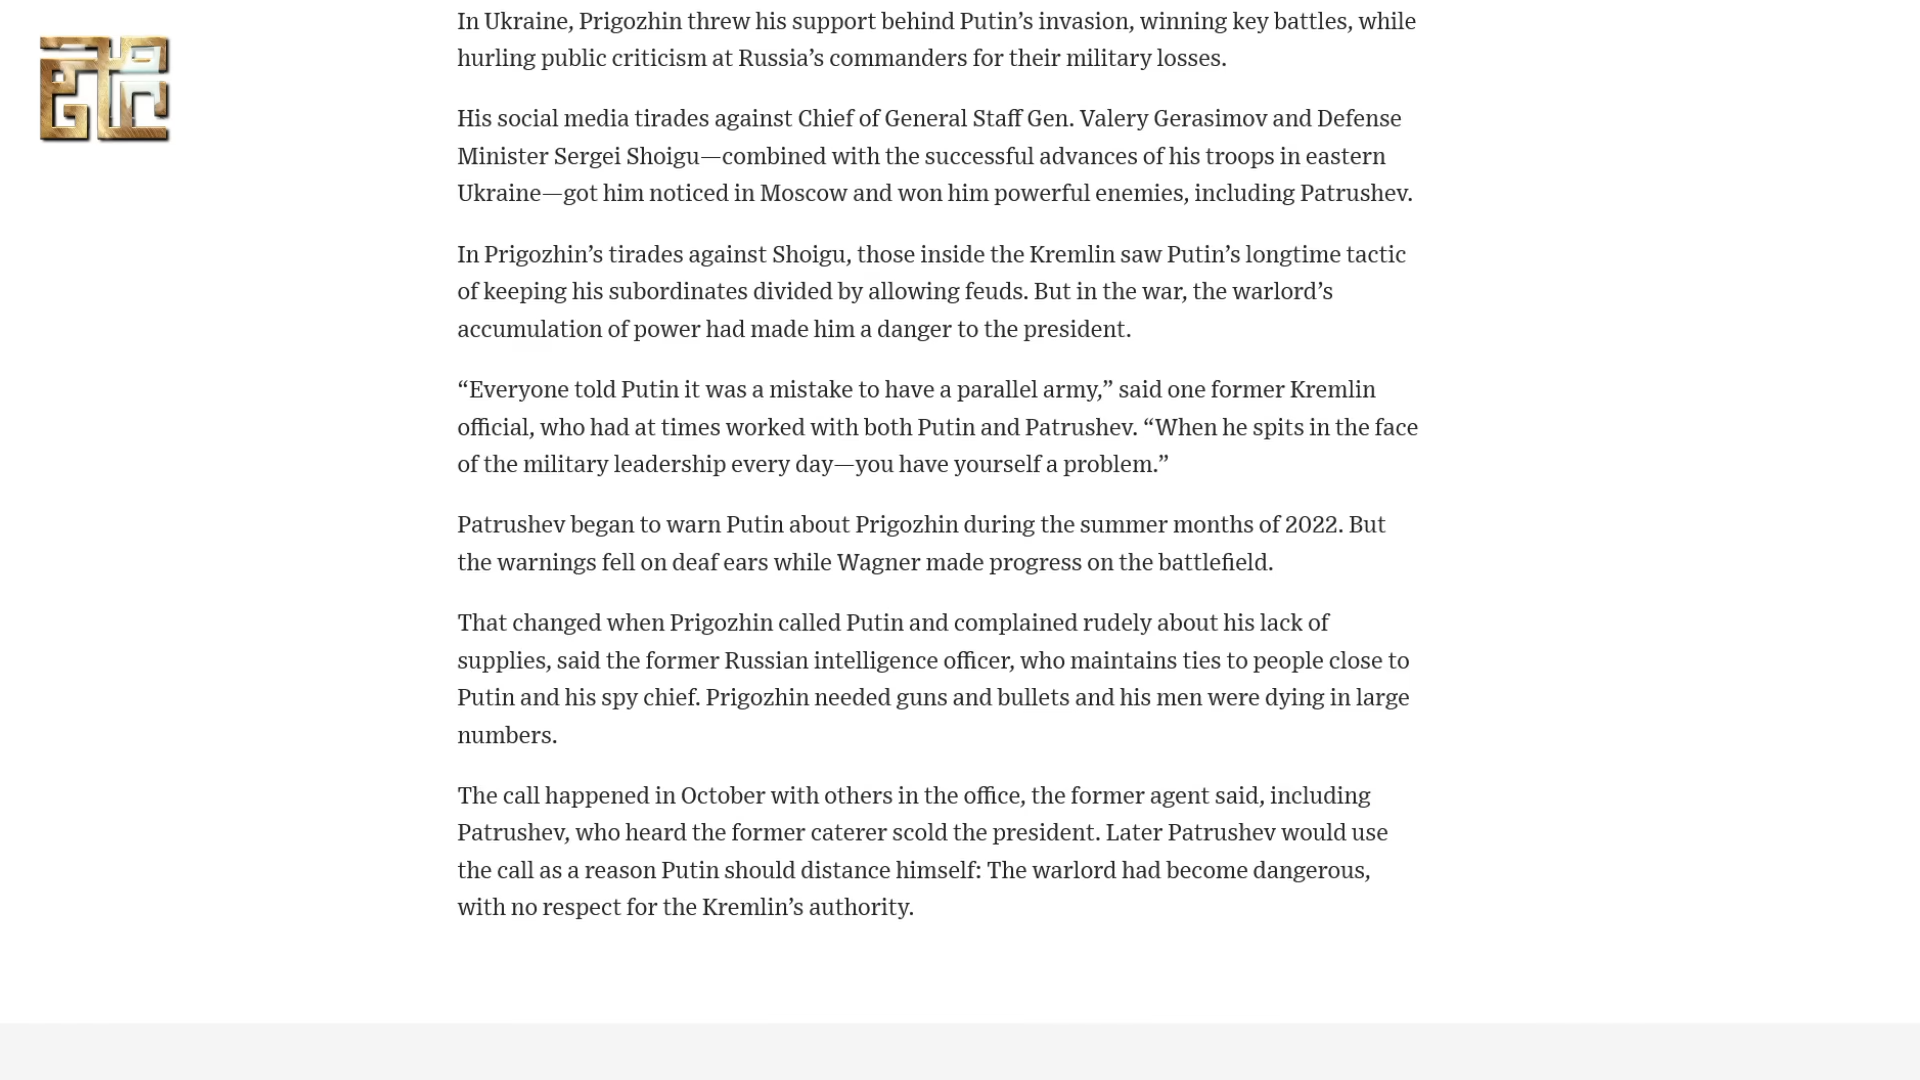 In Ukraine, Prigozhin threw his support behind Putin’s invasion, winning key battles, while
hurling public criticism at Russia’s commanders for their military losses.
His social media tirades against Chief of General Staff Gen. Valery Gerasimov and Defense
Minister Sergei Shoigu—combined with the successful advances of his troops in eastern
Ukraine—got him noticed in Moscow and won him powerful enemies, including Patrushev.
In Prigozhin’s tirades against Shoigu, those inside the Kremlin saw Putin’s longtime tactic
of keeping his subordinates divided by allowing feuds. But in the war, the warlord’s
accumulation of power had made him a danger to the president.
“Everyone told Putin it was a mistake to have a parallel army,” said one former Kremlin
official, who had at times worked with both Putin and Patrushev. “When he spits in the face
of the military leadership every day—you have yourself a problem.”
Patrushev began to warn Putin about Prigozhin during the summer months of 2022. But
the warnings fell on deaf ears while Wagner made progress on the battlefield.
That changed when Prigozhin called Putin and complained rudely about his lack of
supplies, said the former Russian intelligence officer, who maintains ties to people close to
Putin and his spy chief. Prigozhin needed guns and bullets and his men were dying in large
numbers.
The call happened in October with others in the office, the former agent said, including
Patrushev, who heard the former caterer scold the president. Later Patrushev would use
the call as a reason Putin should distance himself: The warlord had become dangerous,
with no respect for the Kremlin’s authority.